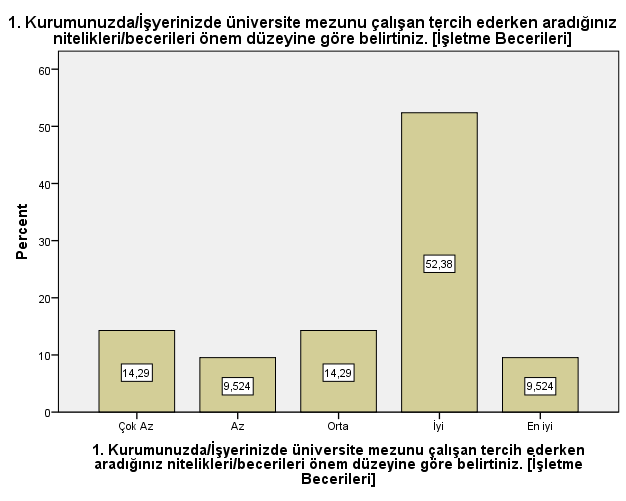 1. Kurumunuzda/İşyerinizde üniversite mezunu çalışan tercih ederken aradığınız
nitelikleri/becerileri önem düzeyine göre belirtiniz. [İşletme Becerileri]
60
50
40
30
20
10
0
Percent
14,29
9,524
14,29
52,38
9,524
Çok Az
Az
Orta
İyi
En iyi
1. Kurumunuzda/İşyerinizde üniversite mezunu çalışan tercih ederken
aradığınız nitelikleri/becerileri önem düzeyine göre belirtiniz. [İşletme
Becerileri]